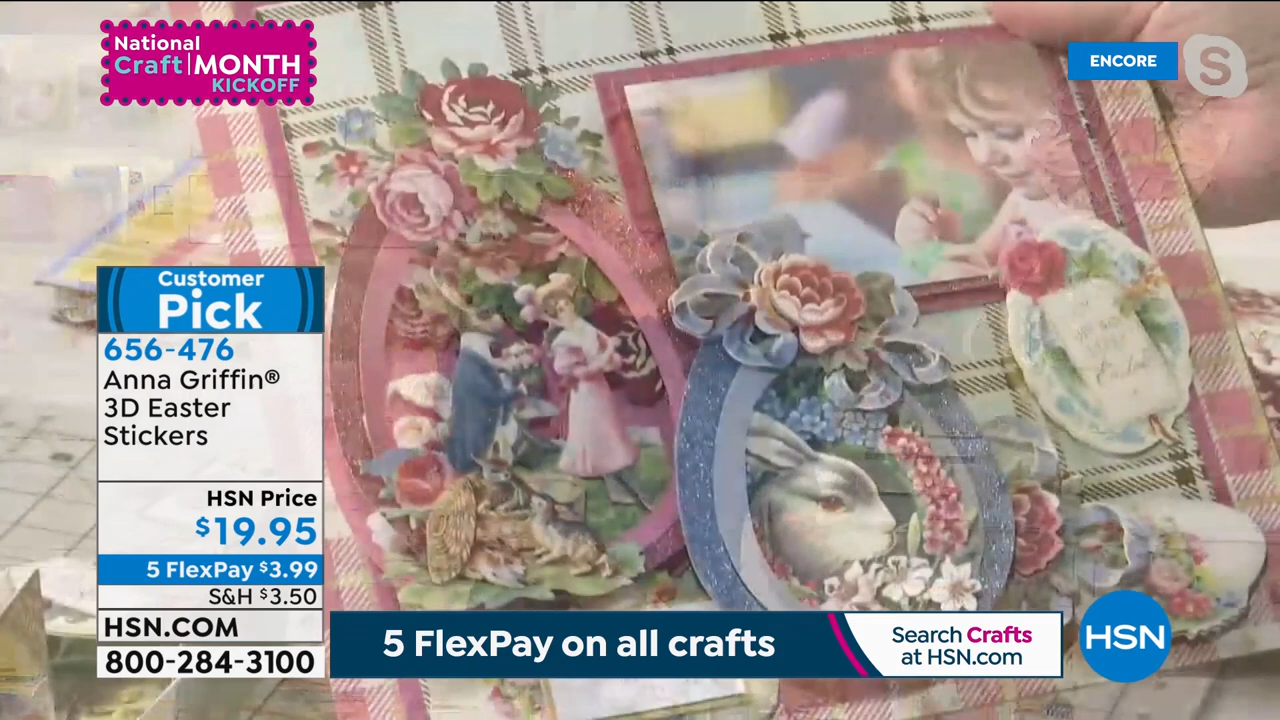 National
Craft MONTH
KICKOFF
ENCORE
S
Customer
Pick
656-476
Anna Griffin®
3D Easter
Stickers
HSN Price
$19.95
5 FlexPay $3.99
S&H $3.50
HSN.COM
800-284-3100
5 FlexPay on all crafts
Search Crafts
at HSN.com
HSN